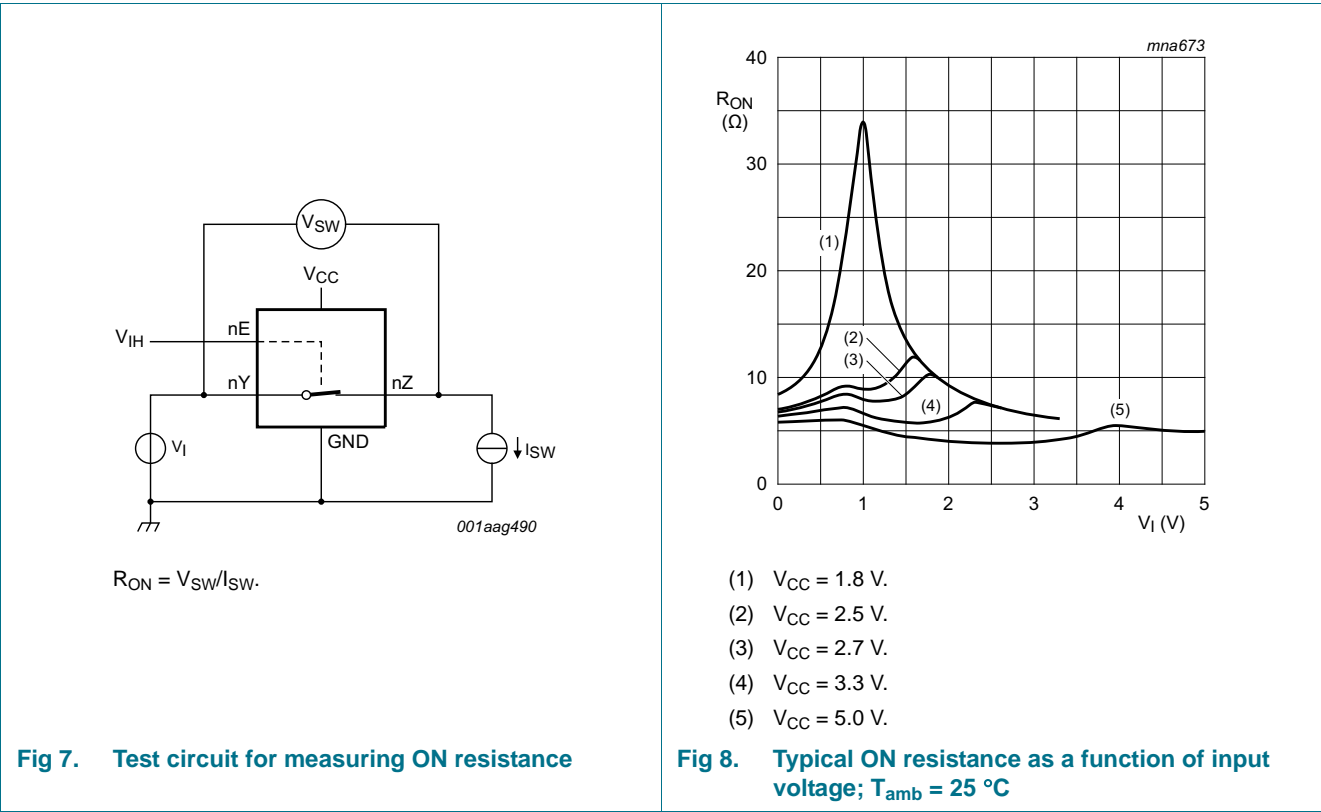 VSW
VCC
VIH
nE
nY
nZ
GND
VI
ISW
001aag490
RON = VSW/ISW.
Fig 7. Test circuit for measuring ON resistance
mna673
RON
(Ω)
40
30
20
10
0
(1)
(2)
(3)
(4)
(5)
0 1 2 3 4 5
VI (V)
(1) VCC = 1.8 V.
(2) VCC = 2.5 V.
(3) VCC = 2.7 V.
(4) VCC = 3.3 V.
(5) VCC = 5.0 V.
Fig 8. Typical ON resistance as a function of input
voltage; Tamb = 25 °C